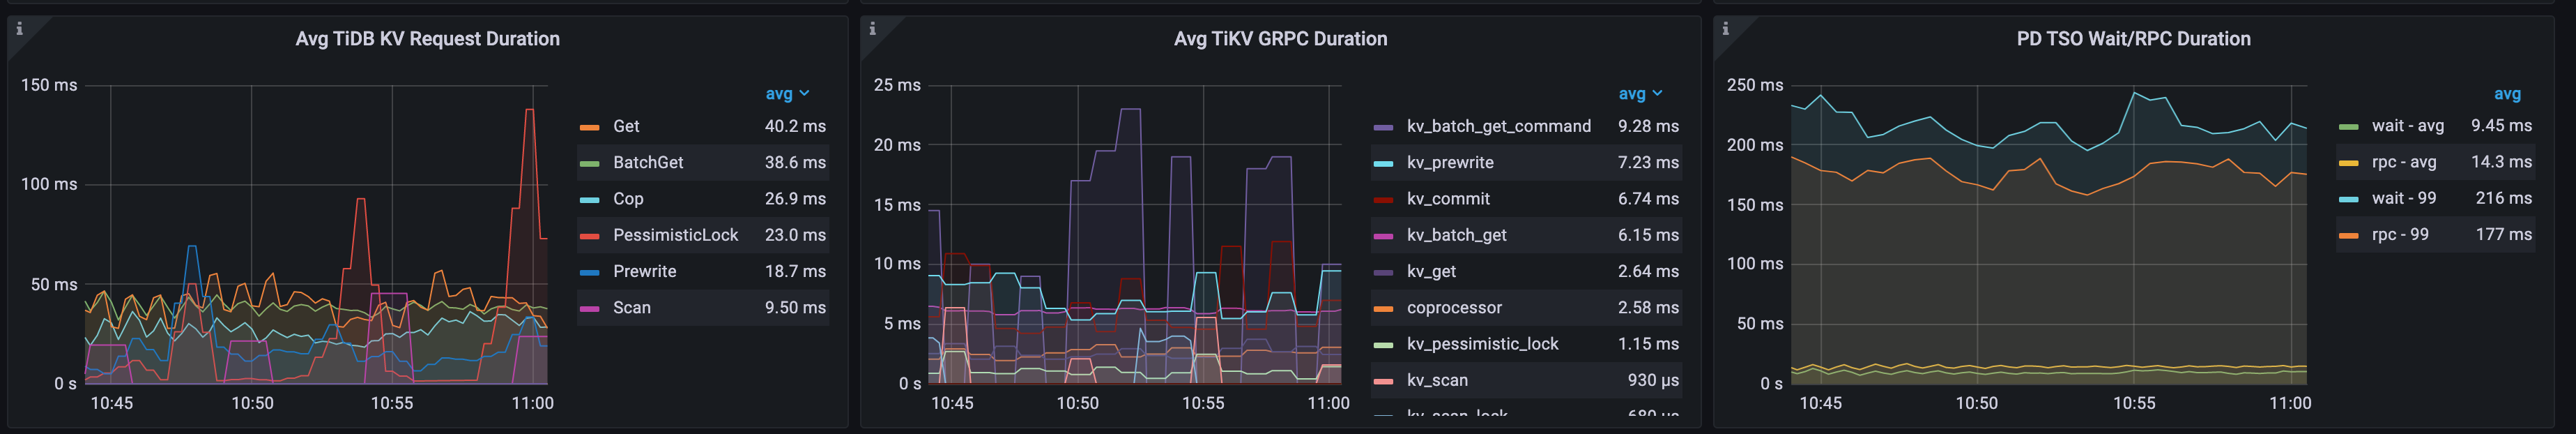 Avg TiDB KV Request Duration
150 ms
100 ms
50 ms
0 s
10:45 10:50 10:55 11:00
avg
Get 40.2 ms
BatchGet 38.6 ms
Cop 26.9 ms
PessimisticLock 23.0 ms
Prewrite 18.7 ms
Scan 9.50 ms
Avg TiKV GRPC Duration
25 ms
20 ms
15 ms
10 ms
5 ms
0 s
10:45 10:50 10:55 11:00
avg
kv_batch_get_command 9.28 ms
kv_prewrite 7.23 ms
kv_commit 6.74 ms
kv_batch_get 6.15 ms
kv_get 2.64 ms
coprocessor 2.58 ms
kv_pessimistic_lock 1.15 ms
kv_scan 930 µs
kv_scan_lock 680 µs
PD TSO Wait/RPC Duration
250 ms
200 ms
150 ms
100 ms
50 ms
0 s
10:45 10:50 10:55 11:00
avg
wait - avg 9.45 ms
rpc - avg 14.3 ms
wait - 99 216 ms
rpc - 99 177 ms